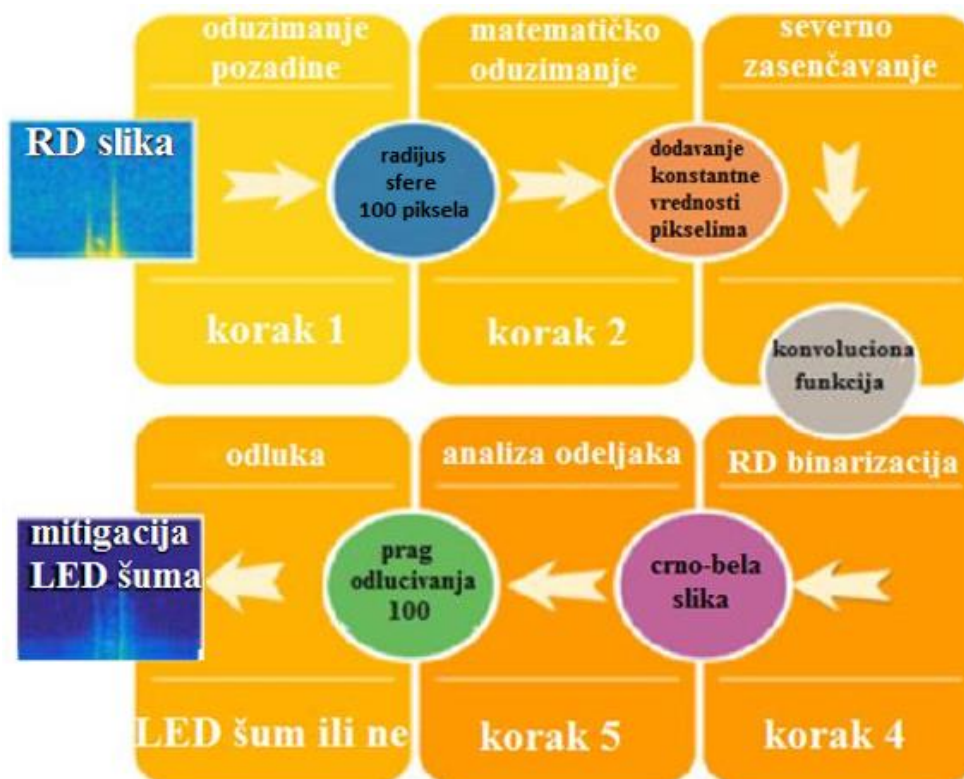 oduzimanje
pozadine
matematičko
oduzimanje
severno
zasenčavanje
RD slika
radijus
sfere
100 piksela
dodavanje
konstantne
vrednosti
pikselima
korak 1
korak 2
konvoluciona
funkcija
odluka
analiza odeljaka
RD binarizacija
mitigacija
LED šuma
prag
odlucivanja
100
crno-bela
slika
LED šum ili ne
korak 5
korak 4